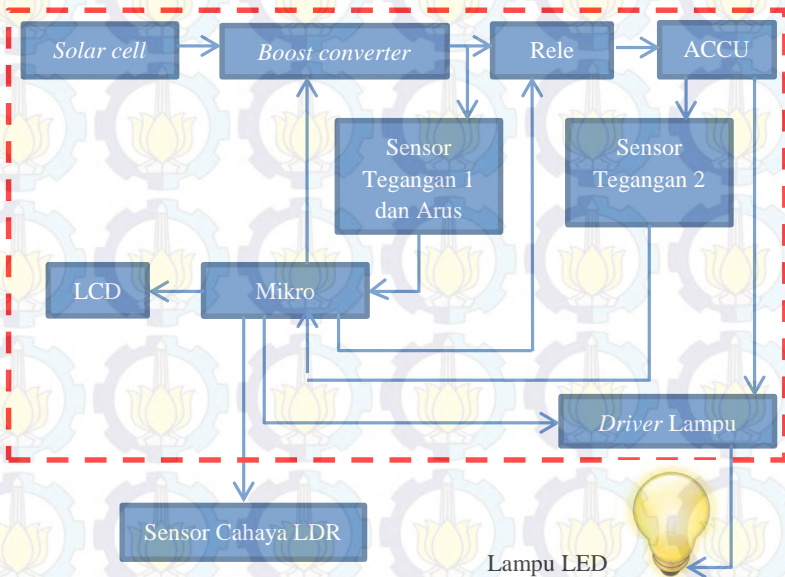 Solar cell
Boost converter
Rele
ACCU
Sensor
Tegangan 1
dan Arus
Sensor
Tegangan 2
LCD
Mikro
Driver Lampu
Sensor Cahaya LDR
Lampu LED